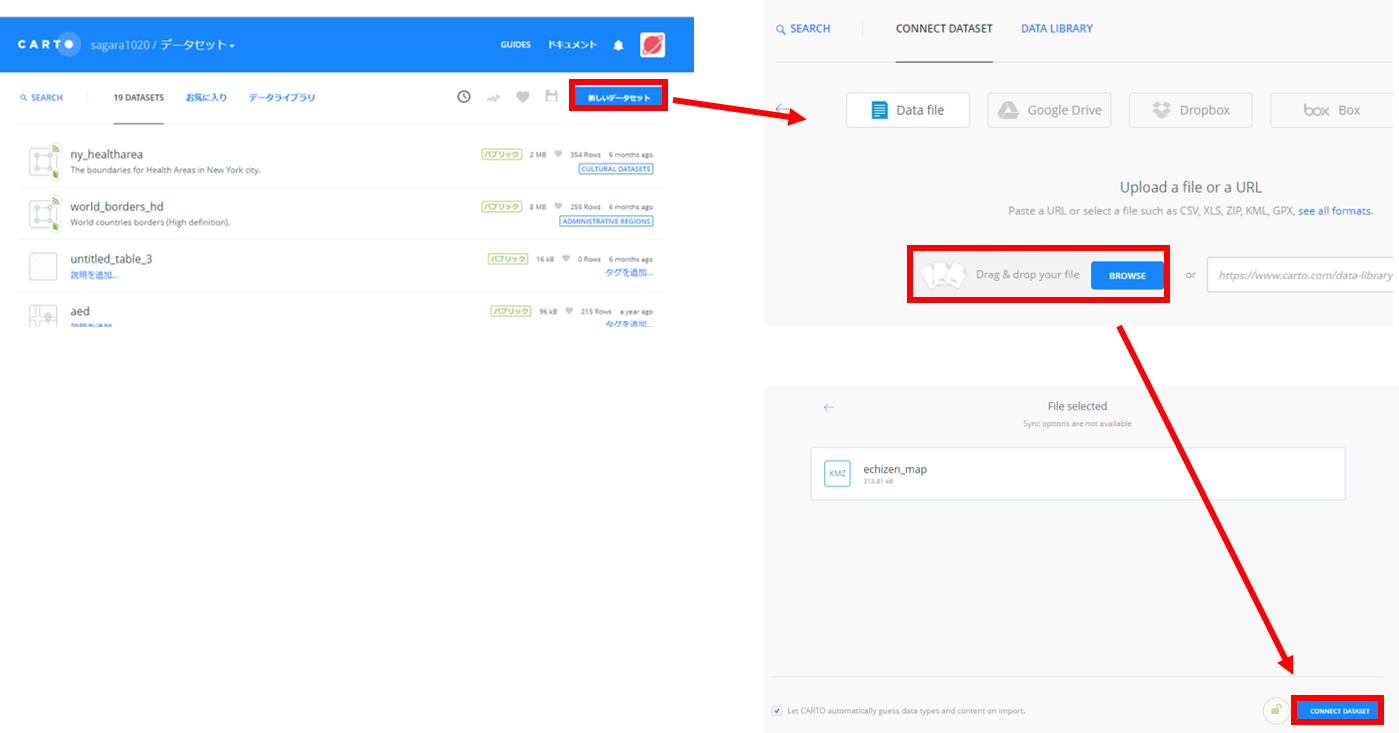 CARTO sagara1020 / データセット GUIDES ドキュメント
SEARCH 19 DATASETS お気に入り データライブラリ 新しいデータセット
ny_healtharea パブリック 2 MB 354 Rows 6 months ago
The boundaries for Health Areas in New York city. CULTURAL DATASETS
world_borders_hd パブリック 8 MB 255 Rows 6 months ago
World countries borders (High definition). ADMINISTRATIVE REGIONS
untitled_table_3 パブリック 16 kB 0 Rows 6 months ago
説明を追加... タグを追加...
aed パブリック 96 kB 215 Rows a year ago
説明を追加... タグを追加...
SEARCH CONNECT DATASET DATA LIBRARY
Data file Google Drive Dropbox box Box
Upload a file or a URL
Paste a URL or select a file such as CSV, XLS, ZIP, KML, GPX, see all formats.
Drag & drop your file BROWSE or https://www.carto.com/data-library
File selected
Sync options are not available
KMZ echizen_map
313.81 kB
Let CARTO automatically guess data types and content on import. CONNECT DATASET